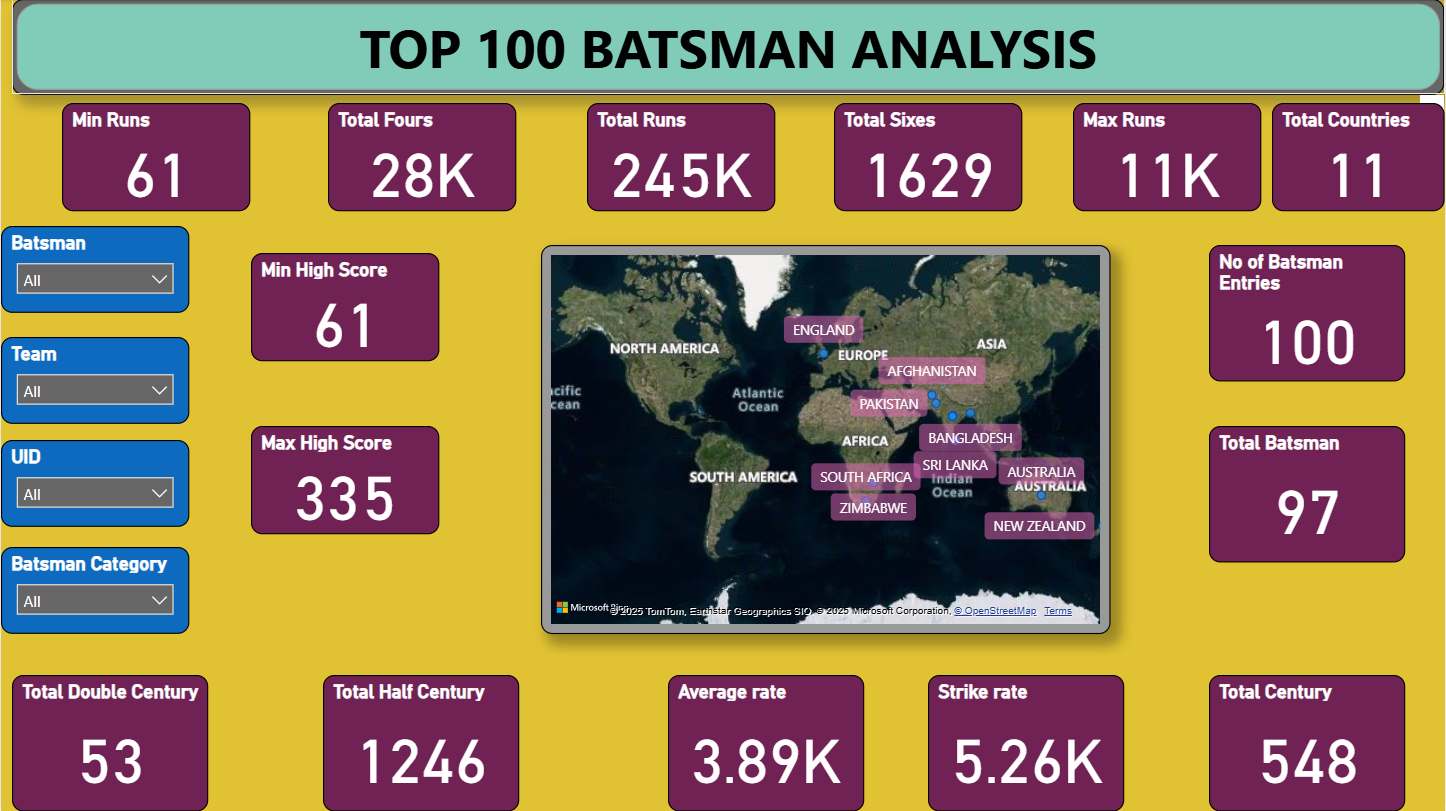 TOP 100 BATSMAN ANALYSIS
Min Runs
61
Total Fours
28K
Total Runs
245K
Total Sixes
1629
Max Runs
11K
Total Countries
11
Batsman
All
Team
All
UID
All
Batsman Category
All
Min High Score
61
Max High Score
335
ENGLAND
NORTH AMERICA
ASIA
EUROPE
AFGHANISTAN
Atlantic
Ocean
PAKISTAN
AFRICA
BANGLADESH
SRI LANKA
SOUTH AMERICA
SOUTH AFRICA
Indian
Ocean
AUSTRALIA
AUSTRALIA
ZIMBABWE
NEW ZEALAND
Microsoft Bing
© 2025 TomTom, Earthstar Geographics SIO, © 2025 Microsoft Corporation, © OpenStreetMap Terms
No of Batsman
Entries
100
Total Batsman
97
Total Double Century
53
Total Half Century
1246
Average rate
3.89K
Strike rate
5.26K
Total Century
548